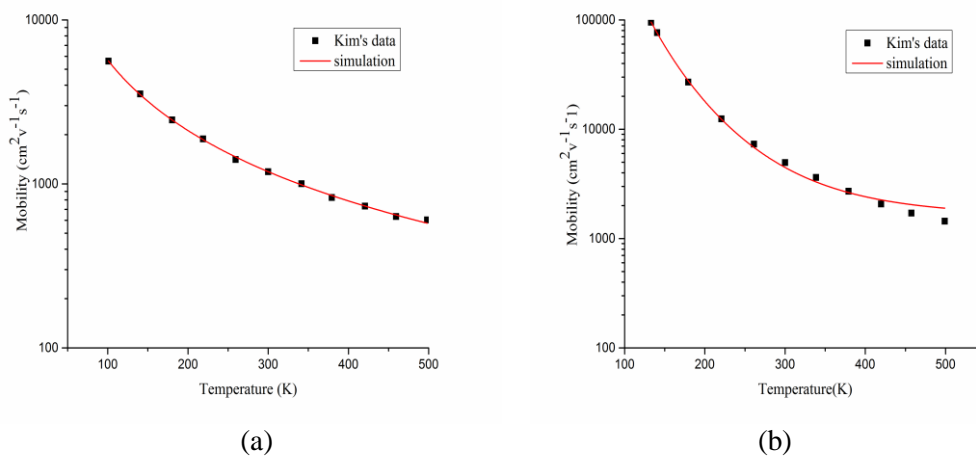 10000
Kim's data
simulation
Mobility (cm²v⁻¹s⁻¹)
1000
100
100 200 300 400 500
Temperature (K)
(a)
100000
Kim's data
simulation
10000
Mobility (cm²v⁻¹s-1)
1000
100
100 200 300 400 500
Temperature(K)
(b)